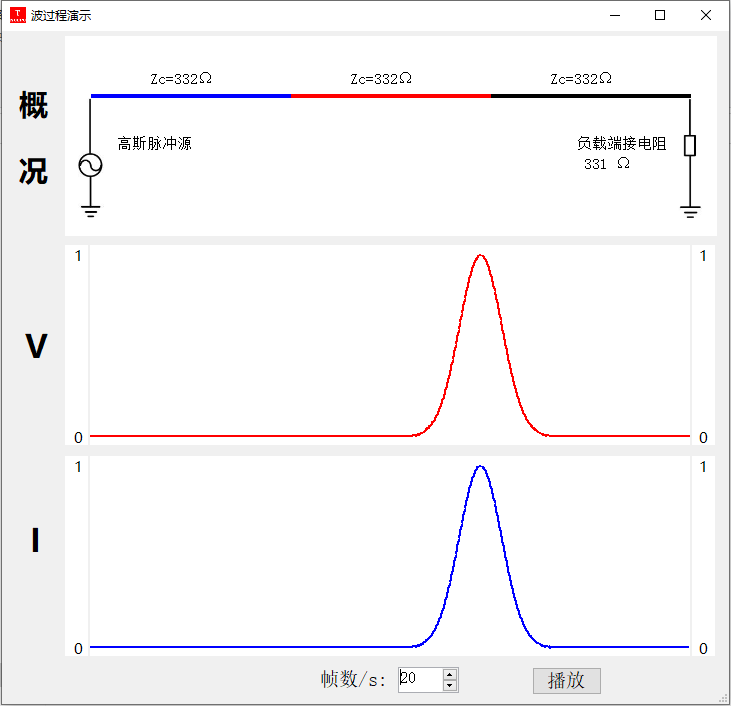 波过程演示
概
况
Zc=332Ω Zc=332Ω Zc=332Ω
高斯脉冲源
负载端接电阻
331 Ω
V
1 1
0 0
I
1 1
0 0
帧数/s: 20 播放